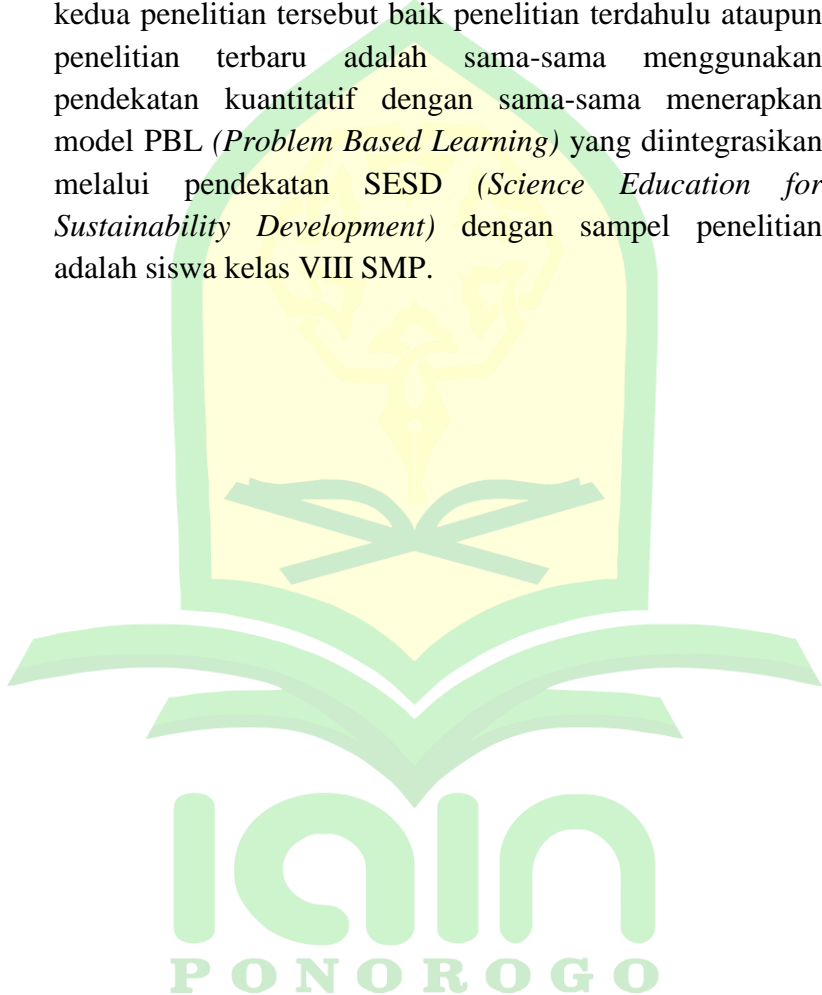 kedua penelitian tersebut baik penelitian terdahulu ataupun
penelitian terbaru adalah sama-sama menggunakan
pendekatan kuantitatif dengan sama-sama menerapkan
model PBL (Problem Based Learning) yang diintegrasikan
melalui pendekatan SESD (Science Education for
Sustainability Development) dengan sampel penelitian
adalah siswa kelas VIII SMP.
iain
PONOROGO